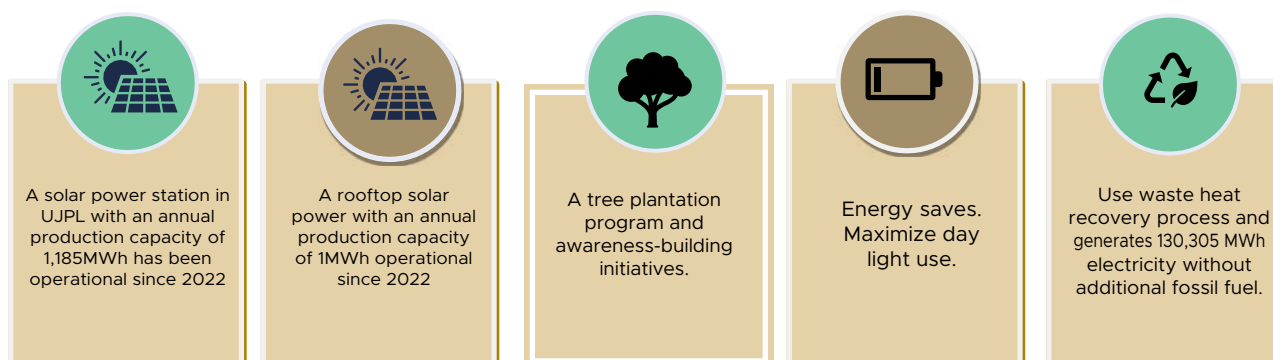 A solar power station in
UJPL with an annual
production capacity of
1,185MWh has been
operational since 2022
A rooftop solar
power with an annual
production capacity
of 1MWh operational
since 2022
A tree plantation
program and
awareness-building
initiatives.
Energy saves.
Maximize day
light use.
Use waste heat
recovery process and
generates 130,305 MWh
electricity without
additional fossil fuel.